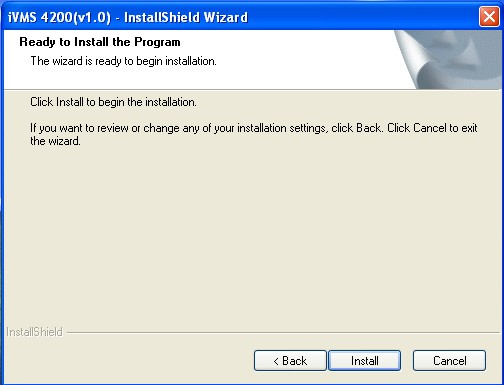 iVMS 4200(v1.0) - InstallShield Wizard
Ready to Install the Program
The wizard is ready to begin installation.
Click Install to begin the installation.
If you want to review or change any of your installation settings, click Back. Click Cancel to exit
the wizard.
InstallShield
< Back Install Cancel